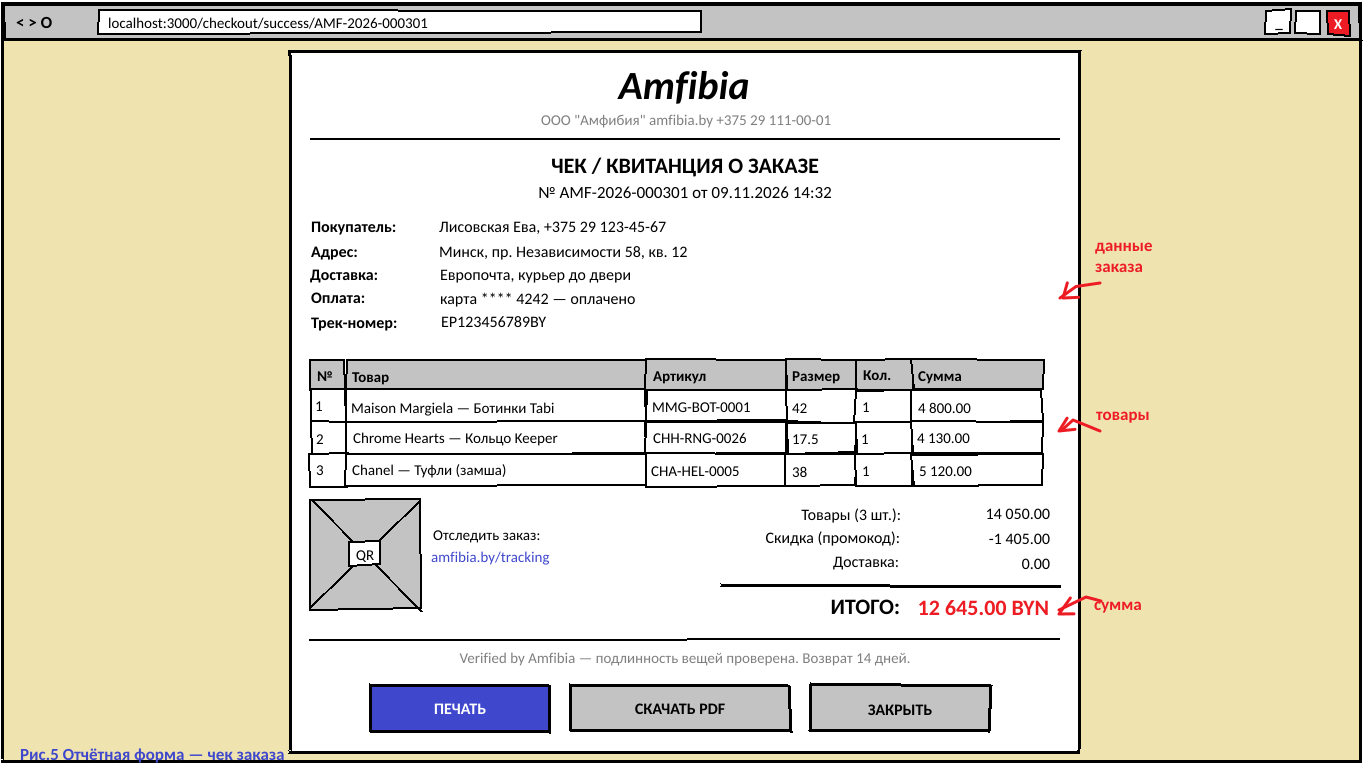 < > O localhost:3000/checkout/success/AMF-2026-000301 _ X
Amfibia
ООО "Амфибия" amfibia.by +375 29 111-00-01
ЧЕК / КВИТАНЦИЯ О ЗАКАЗЕ
№ AMF-2026-000301 от 09.11.2026 14:32
Покупатель: Лисовская Ева, +375 29 123-45-67
Адрес: Минск, пр. Независимости 58, кв. 12
Доставка: Европочта, курьер до двери
Оплата: карта **** 4242 — оплачено
Трек-номер: EP123456789BY
данные
заказа
№ Товар Артикул Размер Кол. Сумма
1 Maison Margiela — Ботинки Tabi MMG-BOT-0001 42 1 4 800.00
2 Chrome Hearts — Кольцо Keeper CHH-RNG-0026 17.5 1 4 130.00
3 Chanel — Туфли (замша) CHA-HEL-0005 38 1 5 120.00
товары
QR
Отследить заказ:
amfibia.by/tracking
Товары (3 шт.): 14 050.00
Скидка (промокод): -1 405.00
Доставка: 0.00
ИТОГО: 12 645.00 BYN
сумма
Verified by Amfibia — подлинность вещей проверена. Возврат 14 дней.
ПЕЧАТЬ СКАЧАТЬ PDF ЗАКРЫТЬ
Рис.5 Отчётная форма — чек заказа